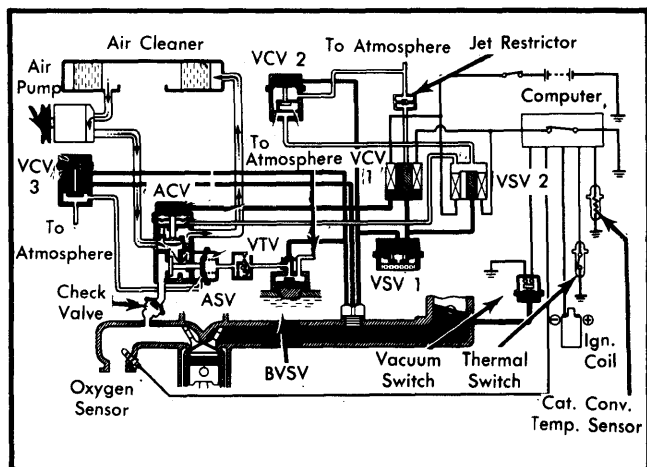 Air Cleaner
Air
Pump
VCV 2
To Atmosphere
Jet Restrictor
Computer
To
Atmosphere
VCV
3
ACV
VCV
1
VSV 2
To
Atmosphere
VTV
ASV
VSV 1
Check
Valve
Oxygen
Sensor
BVSV
Vacuum
Switch
Thermal
Switch
Ign.
Coil
Cat. Conv.
Temp. Sensor